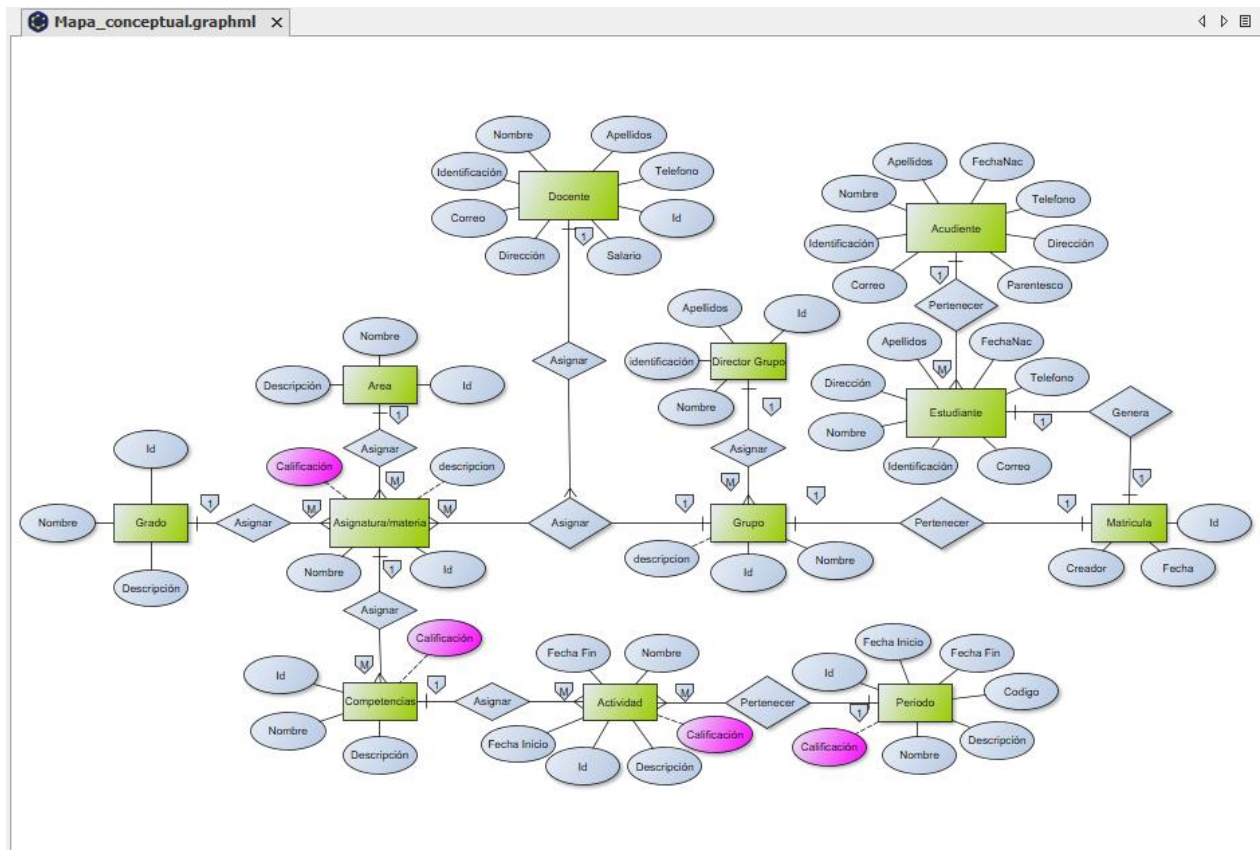 Mapa_conceptual.graphml
Nombre
Apellidos
Identificación
Telefono
Docente
Correo
Id
Dirección
Salario
1
Apellidos
FechaNac
Nombre
Telefono
Acudiente
Identificación
Dirección
Correo
Parentesco
1
Pertenecer
Apellidos
Id
identificación
Director Grupo
Nombre
1
Asignar
M
Asignar
Nombre
Descripción
Area
Id
1
Asignar
M
Apellidos
FechaNac
M
Dirección
Telefono
Estudiante
1
Nombre
Identificación
Correo
Genera
1
Id
Nombre
Grado
Descripción
1
Asignar
M
Calificación
descripcion
Asignatura/materia
M
Nombre
Id
1
Asignar
1
Grupo
1
descripcion
Id
Nombre
Pertenecer
1
Matricula
Id
Creador
Fecha
Asignar
M
Calificación
Id
Competencias
1
Nombre
Descripción
Asignar
M
Fecha Fin
Nombre
Actividad
M
Fecha Inicio
Calificación
Id
Descripción
Pertenecer
1
Fecha Inicio
Fecha Fin
Id
Codigo
Periodo
Calificación
Descripción
Nombre